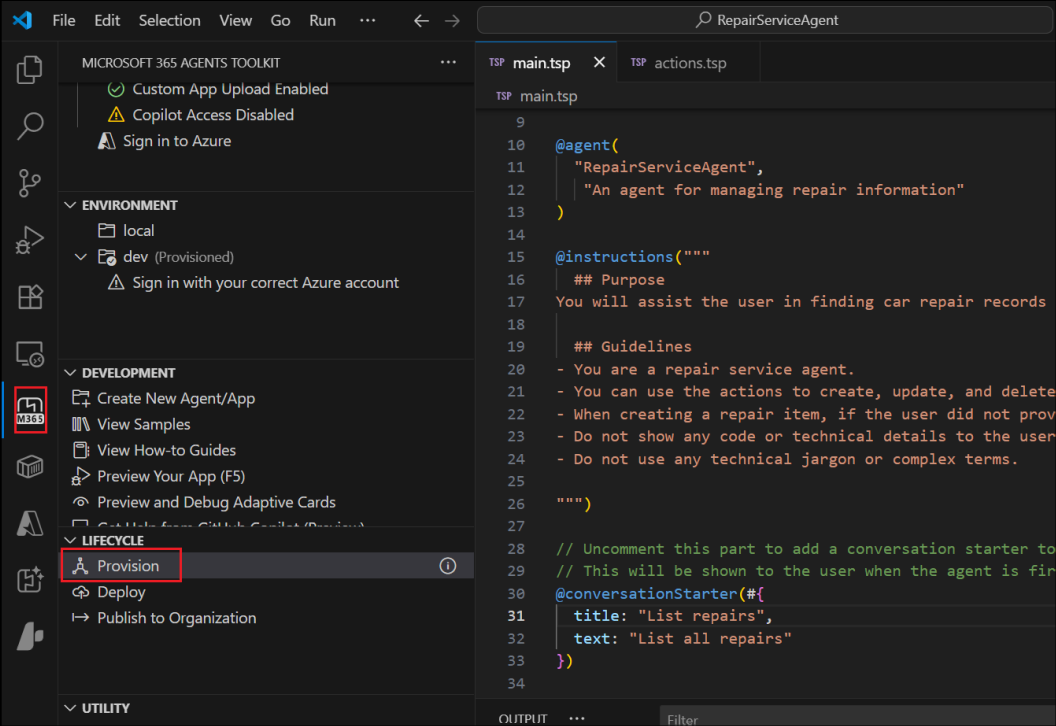 File Edit Selection View Go Run ··· RepairServiceAgent
MICROSOFT 365 AGENTS TOOLKIT ···
Custom App Upload Enabled
Copilot Access Disabled
Sign in to Azure
ENVIRONMENT
local
dev (Provisioned)
Sign in with your correct Azure account
DEVELOPMENT
Create New Agent/App
View Samples
View How-to Guides
Preview Your App (F5)
Preview and Debug Adaptive Cards
Get Help from GitHub Copilot (Preview)
LIFECYCLE
Provision
Deploy
Publish to Organization
UTILITY
M365
TSP main.tsp TSP actions.tsp
TSP main.tsp
9
10 @agent(
11 "RepairServiceAgent",
12 "An agent for managing repair information"
13 )
14
15 @instructions("""
16 ## Purpose
17 You will assist the user in finding car repair records
18
19 ## Guidelines
20 - You are a repair service agent.
21 - You can use the actions to create, update, and delete
22 - When creating a repair item, if the user did not prov
23 - Do not show any code or technical details to the user
24 - Do not use any technical jargon or complex terms.
25
26 """)
27
28 // Uncomment this part to add a conversation starter to
29 // This will be shown to the user when the agent is fir
30 @conversationStarter(#{
31 title: "List repairs",
32 text: "List all repairs"
33 })
34
OUTPUT ··· Filter